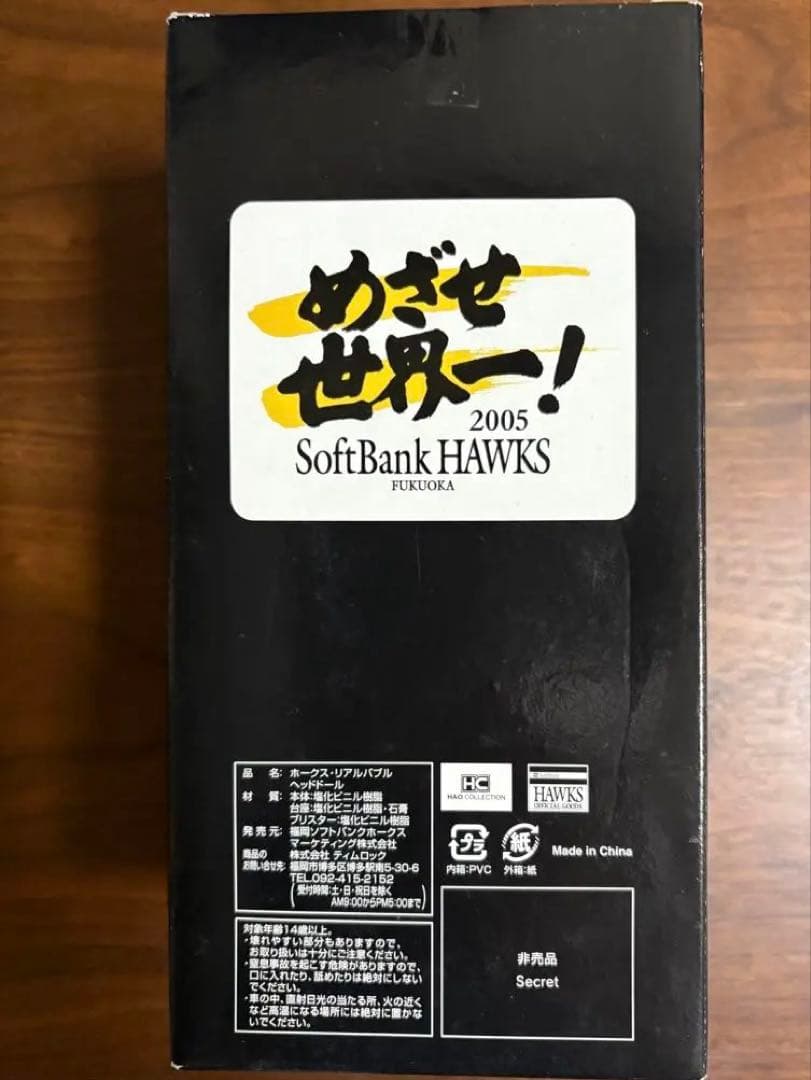 めざせ
世界一!
2005
SoftBank HAWKS
FUKUOKA
品 名: ホークス・リアルバブル
ヘッドドール
材 質: 本体:塩化ビニル樹脂
台座:塩化ビニル樹脂・石膏
ブリスター:塩化ビニル樹脂
発 売 元: 福岡ソフトバンクホークス
マーケティング株式会社
商品の
お問い合せ先: 株式会社 ティムロック
福岡市博多区博多駅南5-30-6
TEL.092-415-2152
(受付時間:土・日・祝日を除く
AM9:00からPM5:00まで)
対象年齢14歳以上。
・壊れやすい部分もありますので、
お取り扱いは十分にご注意ください。
・窒息事故を起こす危険がありますので、
口に入れたり、舐めたりは絶対にしない
でください。
・車の中、直射日光の当たる所、火の近く
など高温になる場所には絶対に置かな
いでください。
HC
HAO COLLECTION
HAWKS
OFFICIAL GOODS
プラ
内箱:PVC
紙
外箱:紙
Made in China
非売品
Secret